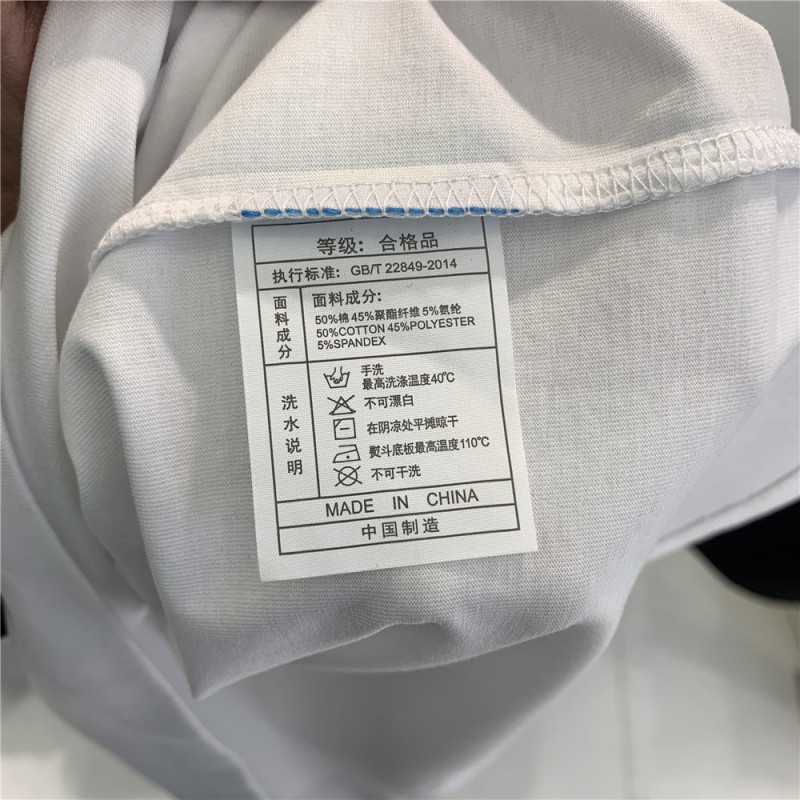 等级: 合格品
执行标准: GB/T 22849-2014
面料成分
面料成分:
50%棉 45%聚酯纤维 5%氨纶
50%COTTON 45%POLYESTER
5%SPANDEX
洗水说明
手洗
最高洗涤温度40℃
不可漂白
在阴凉处平摊晾干
熨斗底板最高温度110℃
不可干洗
MADE IN CHINA
中国制造